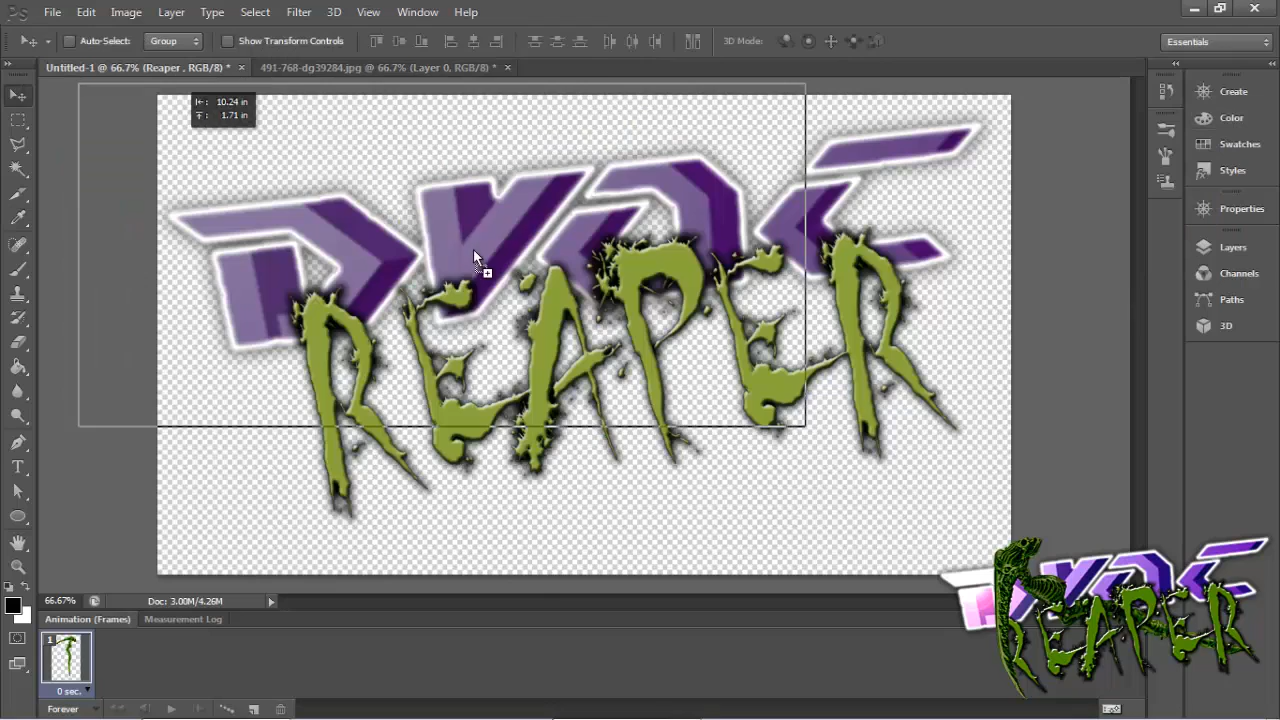 Ps File Edit Image Layer Type Select Filter 3D View Window Help
Auto-Select: Group Show Transform Controls 3D Mode: Essentials
Untitled-1 @ 66.7% (Reaper , RGB/8) * × 491-768-dg39284.jpg @ 66.7% (Layer 0, RGB/8) * ×
10.24 in
1.71 in
Create
Color
Swatches
Styles
Properties
Layers
Channels
Paths
3D
REAPER
REAPER
66.67% Doc: 3.00M/4.26M
Animation (Frames) Measurement Log
1
0 sec.
Forever